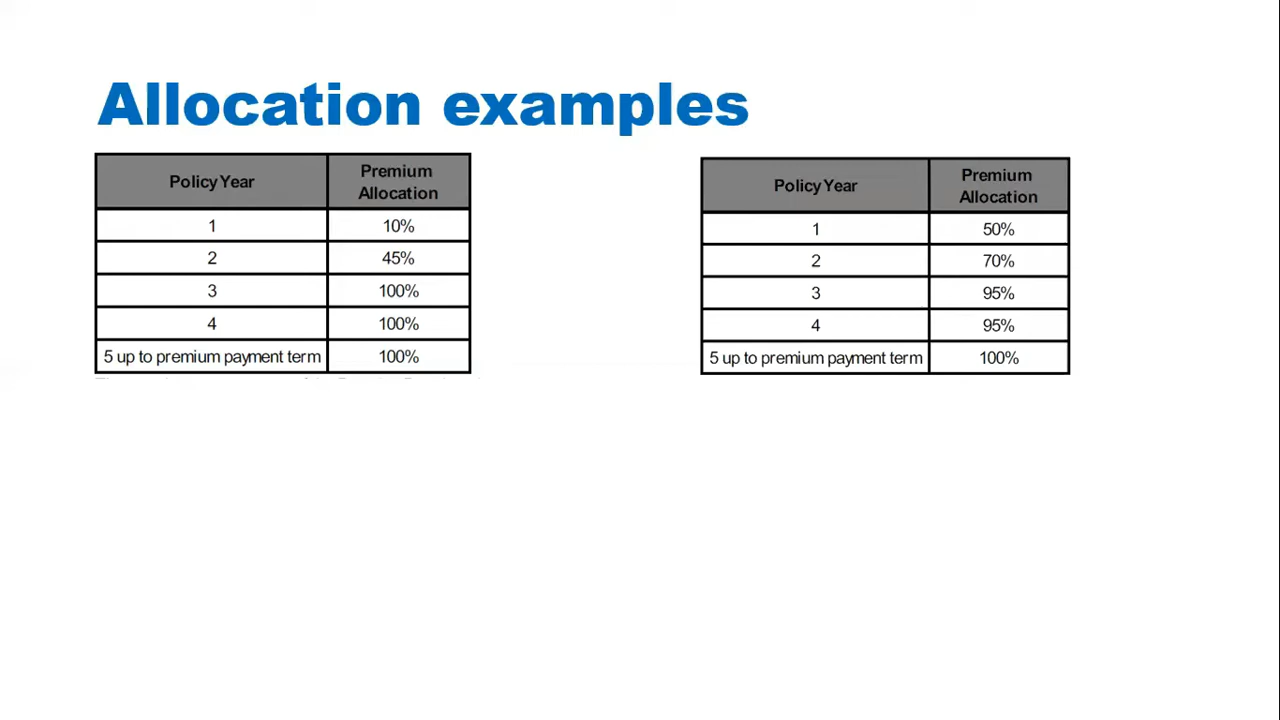 Allocation examples
Policy Year Premium Allocation
1 10%
2 45%
3 100%
4 100%
5 up to premium payment term 100%
Policy Year Premium Allocation
1 50%
2 70%
3 95%
4 95%
5 up to premium payment term 100%